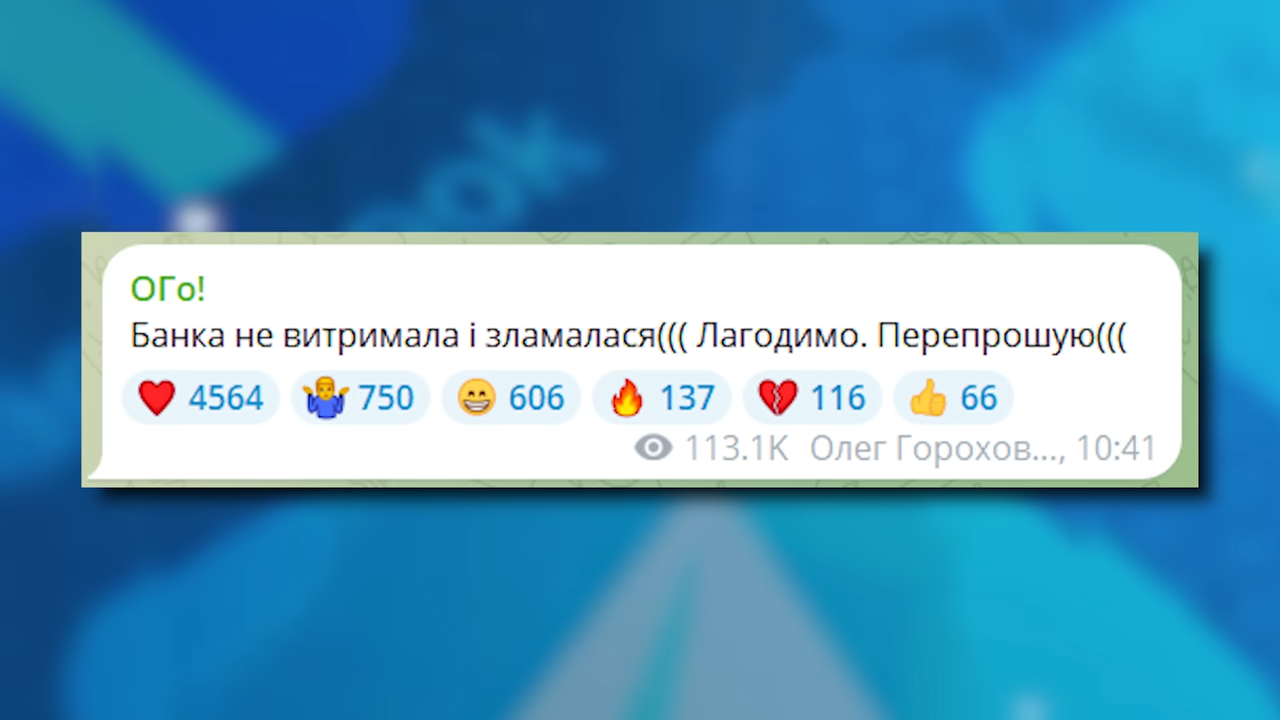 ОГо!
Банка не витримала і зламалася((( Лагодимо. Перепрошую(((
4564 750 606 137 116 66
113.1K Олег Горохов..., 10:41